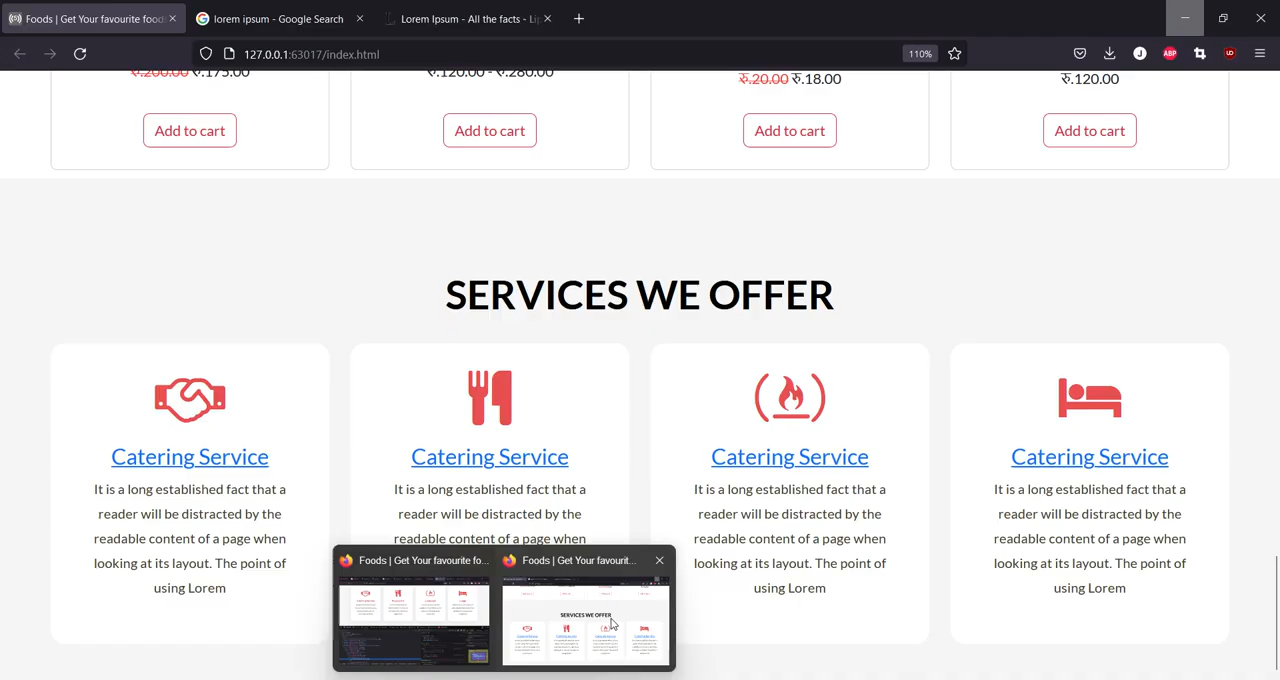 Foods | Get Your favourite foods
lorem ipsum - Google Search
Lorem Ipsum - All the facts - Lip
127.0.0.1:63017/index.html
110%
J
ABP
रु.200.00 रु.175.00
रु.120.00 - रु.280.00
रु.20.00 रु.18.00
रु.120.00
Add to cart
Add to cart
Add to cart
Add to cart
SERVICES WE OFFER
Catering Service
Catering Service
Catering Service
Catering Service
It is a long established fact that a
reader will be distracted by the
readable content of a page when
looking at its layout. The point of
using Lorem
It is a long established fact that a
reader will be distracted by the
readable content of a page when
It is a long established fact that a
reader will be distracted by the
readable content of a page when
looking at its layout. The point of
using Lorem
It is a long established fact that a
reader will be distracted by the
readable content of a page when
looking at its layout. The point of
using Lorem
Foods | Get Your favourite fo...
Foods | Get Your favourit...
SERVICES WE OFFER